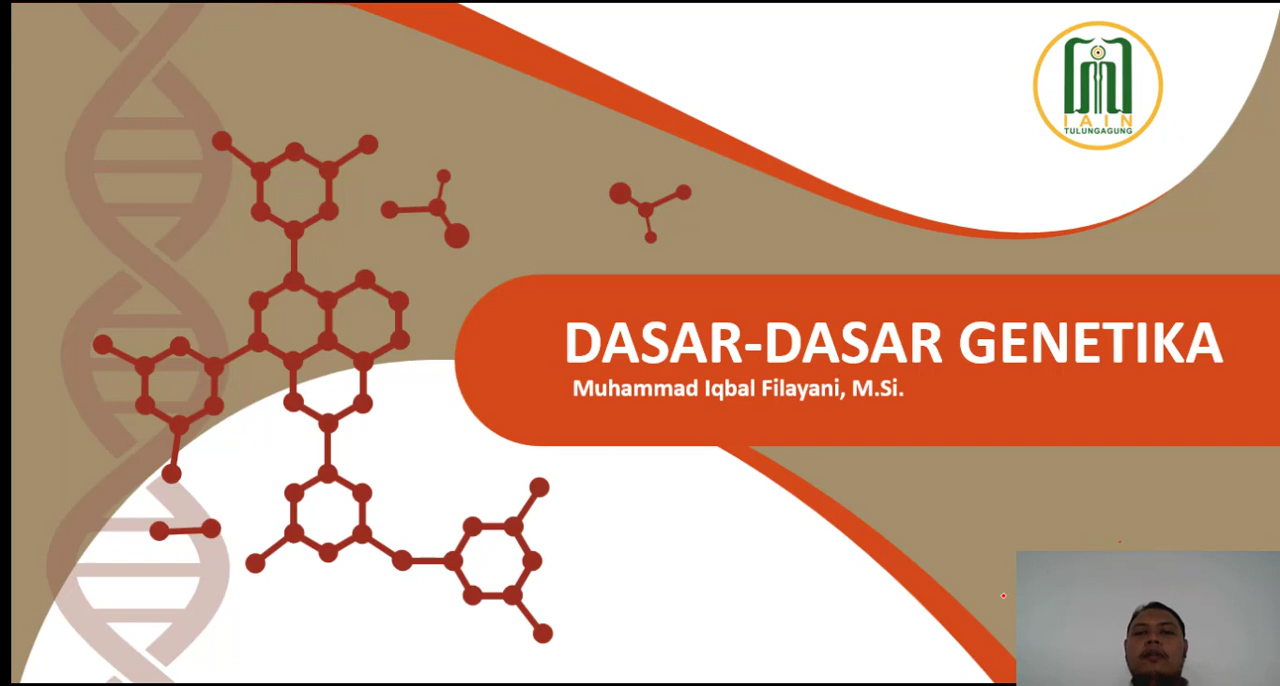 IAIN
TULUNGAGUNG
DASAR-DASAR GENETIKA
Muhammad Iqbal Filayani, M.Si.